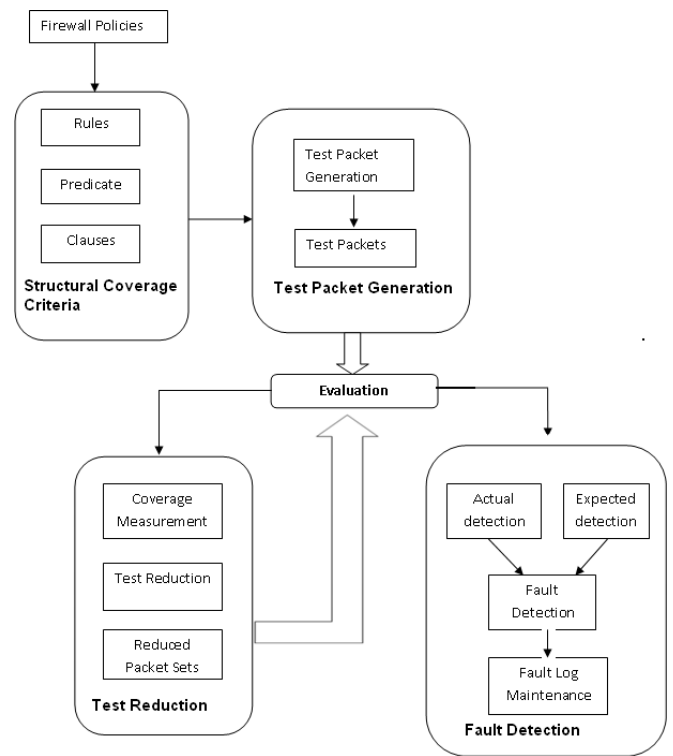 Firewall Policies
Rules
Predicate
Clauses
Structural Coverage
Criteria
Test Packet
Generation
Test Packets
Test Packet Generation
Evaluation
Coverage
Measurement
Test Reduction
Reduced
Packet Sets
Test Reduction
Actual
detection
Expected
detection
Fault
Detection
Fault Log
Maintenance
Fault Detection